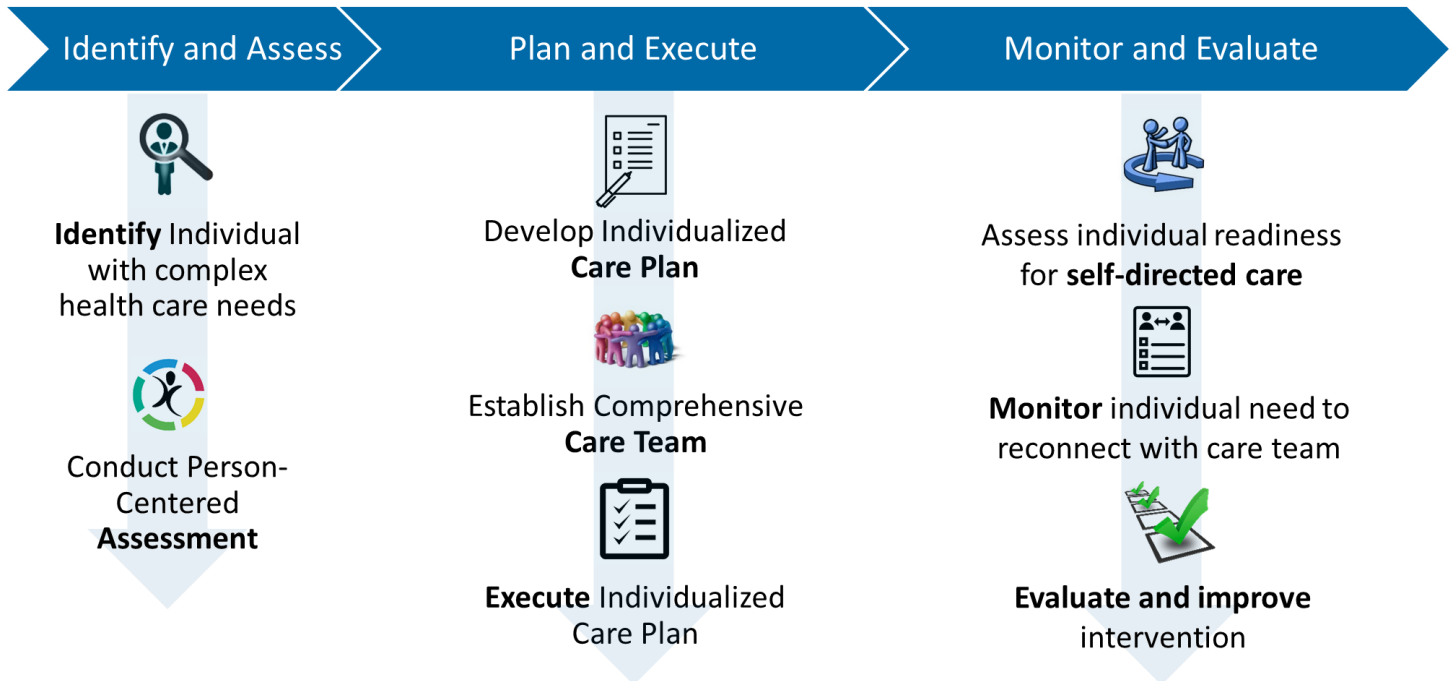 Identify and Assess
Plan and Execute
Monitor and Evaluate
Identify Individual
with complex
health care needs
Conduct Person-
Centered
Assessment
Develop Individualized
Care Plan
Establish Comprehensive
Care Team
Execute Individualized
Care Plan
Assess individual readiness
for self-directed care
Monitor individual need to
reconnect with care team
Evaluate and improve
intervention